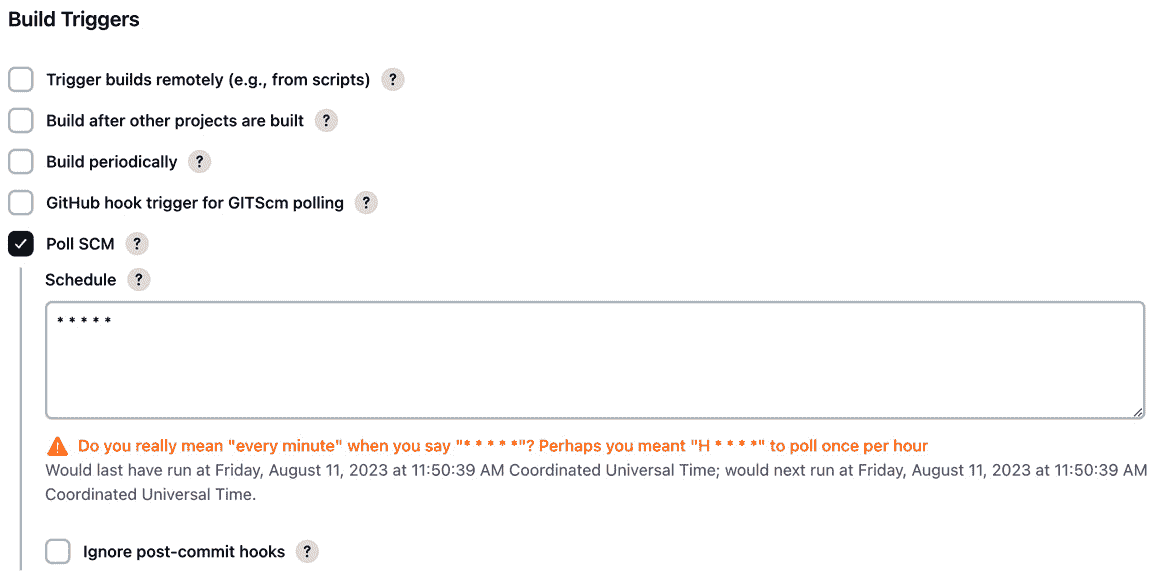 Build Triggers
Trigger builds remotely (e.g., from scripts) ?
Build after other projects are built ?
Build periodically ?
GitHub hook trigger for GITScm polling ?
Poll SCM ?
Schedule ?
* * * * *
Do you really mean "every minute" when you say "* * * * *"? Perhaps you meant "H * * * *" to poll once per hour
Would last have run at Friday, August 11, 2023 at 11:50:39 AM Coordinated Universal Time; would next run at Friday, August 11, 2023 at 11:50:39 AM
Coordinated Universal Time.
Ignore post-commit hooks ?